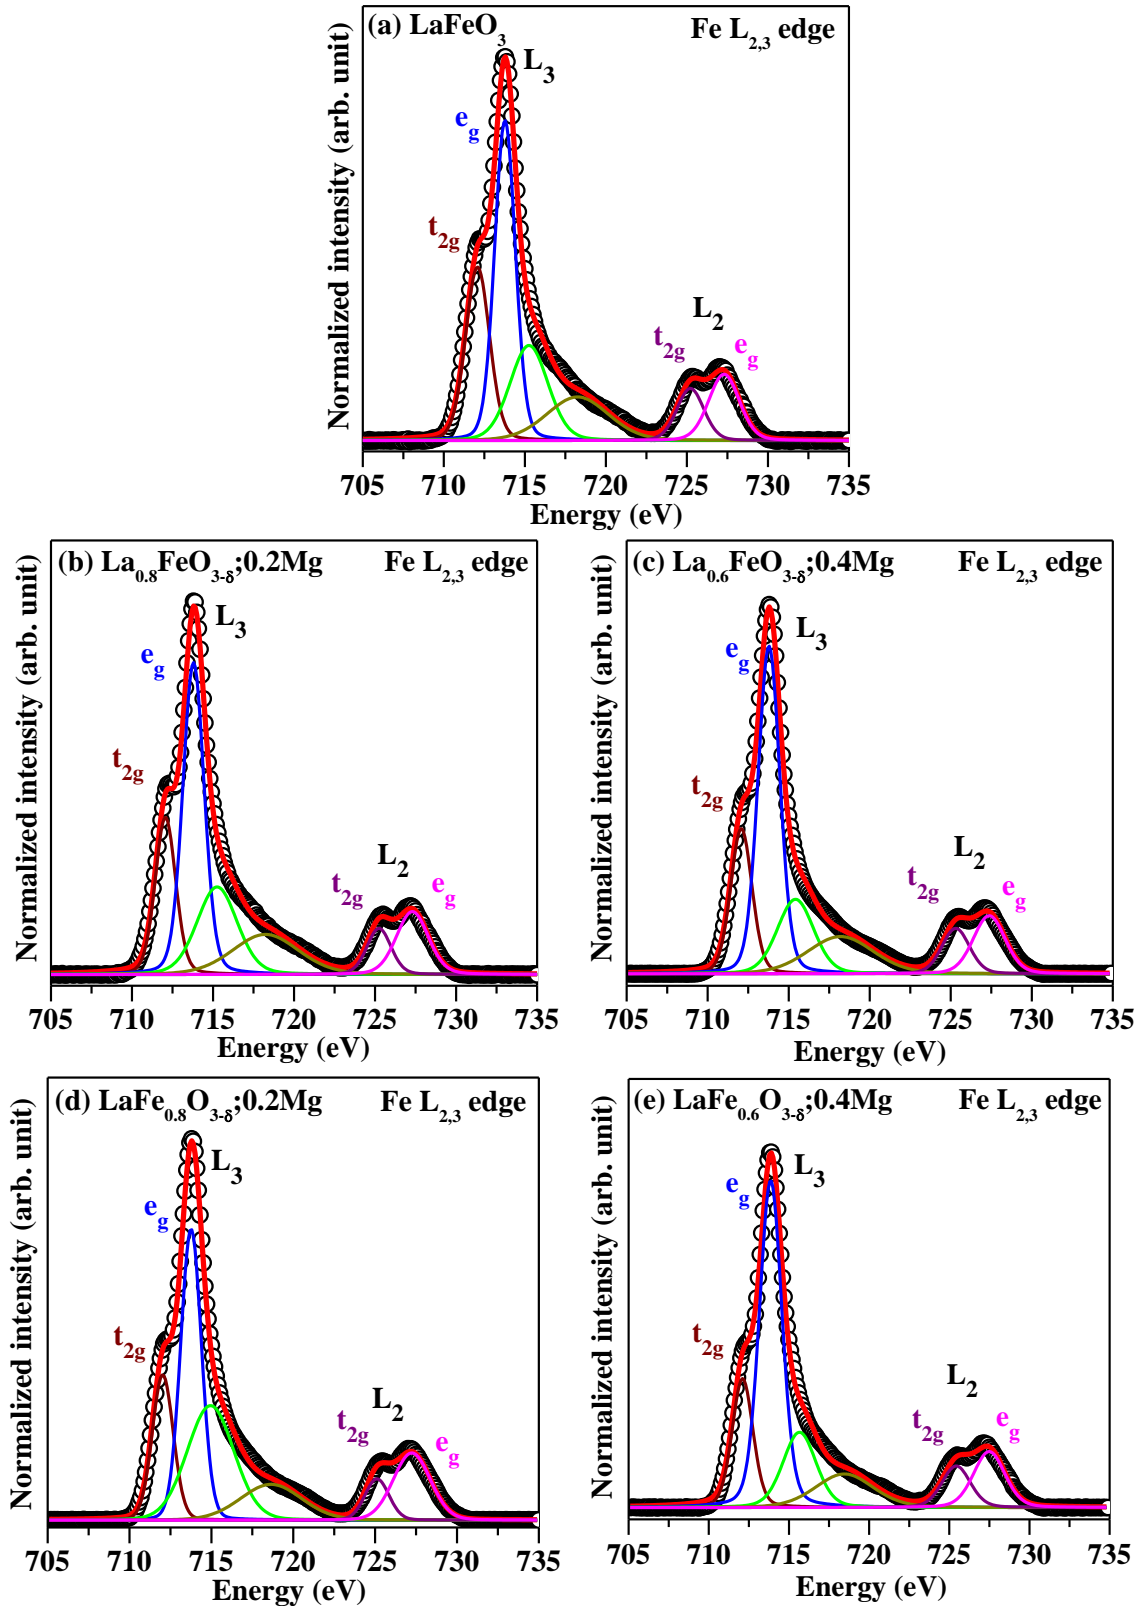 (a) LaFeO3
Fe L2,3 edge
L3
eg
t2g
L2
t2g
eg
Normalized intensity (arb. unit)
705 710 715 720 725 730 735
Energy (eV)
(b) La0.8FeO3-δ;0.2Mg
Fe L2,3 edge
L3
eg
t2g
L2
t2g
eg
Normalized intensity (arb. unit)
705 710 715 720 725 730 735
Energy (eV)
(c) La0.6FeO3-δ;0.4Mg
Fe L2,3 edge
L3
eg
t2g
L2
t2g
eg
Normalized intensity (arb. unit)
705 710 715 720 725 730 735
Energy (eV)
(d) LaFe0.8O3-δ;0.2Mg
Fe L2,3 edge
L3
eg
t2g
L2
t2g
eg
Normalized intensity (arb. unit)
705 710 715 720 725 730 735
Energy (eV)
(e) LaFe0.6O3-δ;0.4Mg
Fe L2,3 edge
L3
eg
t2g
L2
t2g
eg
Normalized intensity (arb. unit)
705 710 715 720 725 730 735
Energy (eV)